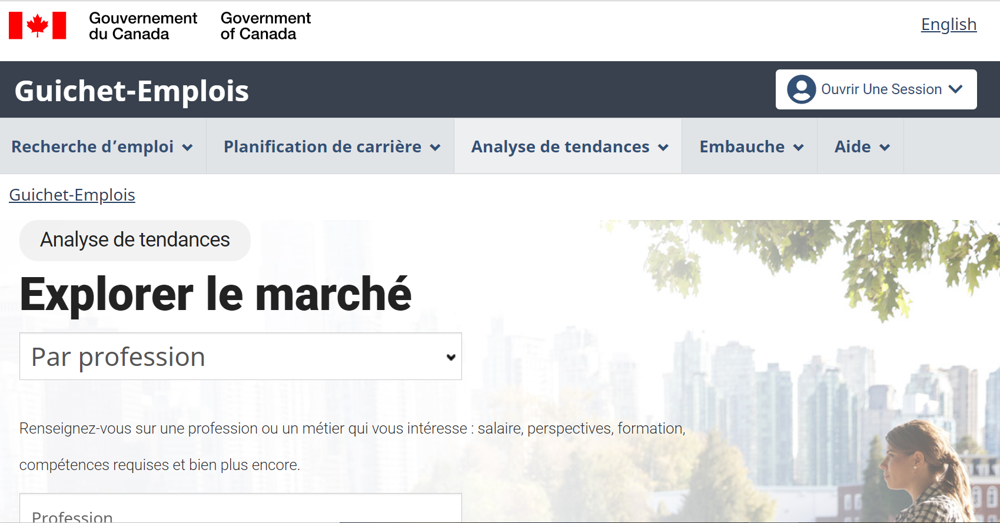 Gouvernement
du Canada
Government
of Canada
English
Guichet-Emplois
Ouvrir Une Session
Recherche d’emploi
Planification de carrière
Analyse de tendances
Embauche
Aide
Guichet-Emplois
Analyse de tendances
Explorer le marché
Par profession
Renseignez-vous sur une profession ou un métier qui vous intéresse : salaire, perspectives, formation,
compétences requises et bien plus encore.
Profession